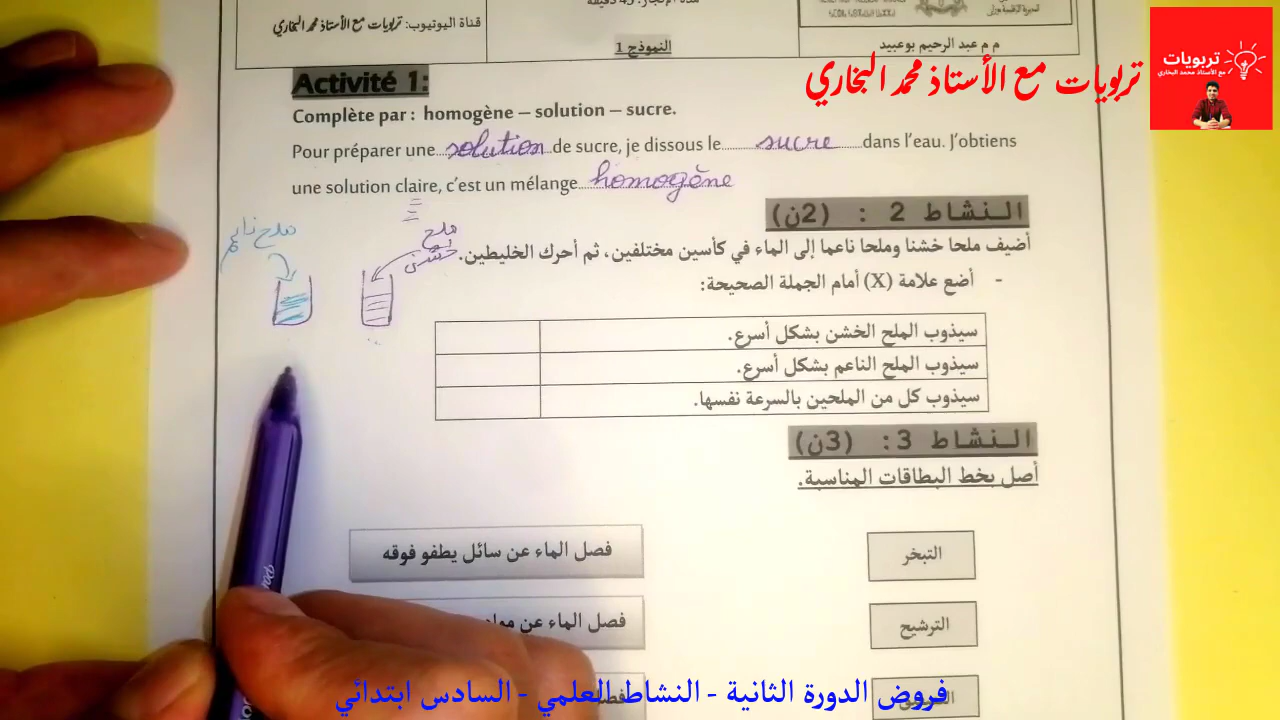 قناة اليوتيوب: تربويات مع الأستاذ محمد البخاري
النموذج 1
م م عبد الرحيم بوعبيد
تربويات
مع الأستاذ محمد البخاري
تربويات مع الأستاذ محمد البخاري
Activité 1:
Complète par : homogène – solution – sucre.
Pour préparer une solution de sucre, je dissous le sucre dans l'eau. J'obtiens
une solution claire, c'est un mélange homogène
النشاط 2 : (2ن)
أضيف ملحا خشنا وملحا ناعما إلى الماء في كأسين مختلفين، ثم أحرك الخليطين.
ملح خشن
ملح ناعم
- أضع علامة (X) أمام الجملة الصحيحة:
سيذوب الملح الخشن بشكل أسرع.
سيذوب الملح الناعم بشكل أسرع.
سيذوب كل من الملحين بالسرعة نفسها.
النشاط 3: (3ن)
أصل بخط البطاقات المناسبة.
التبخر
فصل الماء عن سائل يطفو فوقه
الترشيح
فصل الماء عن
فروض الدورة الثانية - النشاط العلمي - السادس ابتدائي